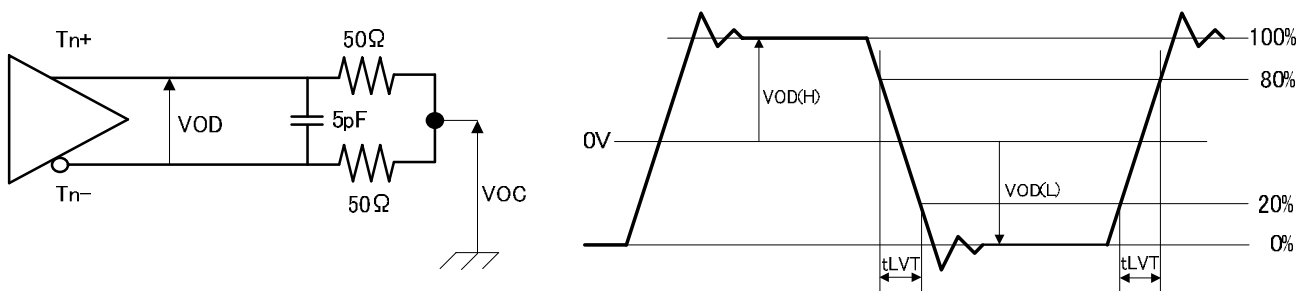 Tn+
50Ω
VOD
5pF
Tn−
50Ω
VOC
100%
80%
VOD(H)
0V
VOD(L)
20%
0%
tLVT
tLVT